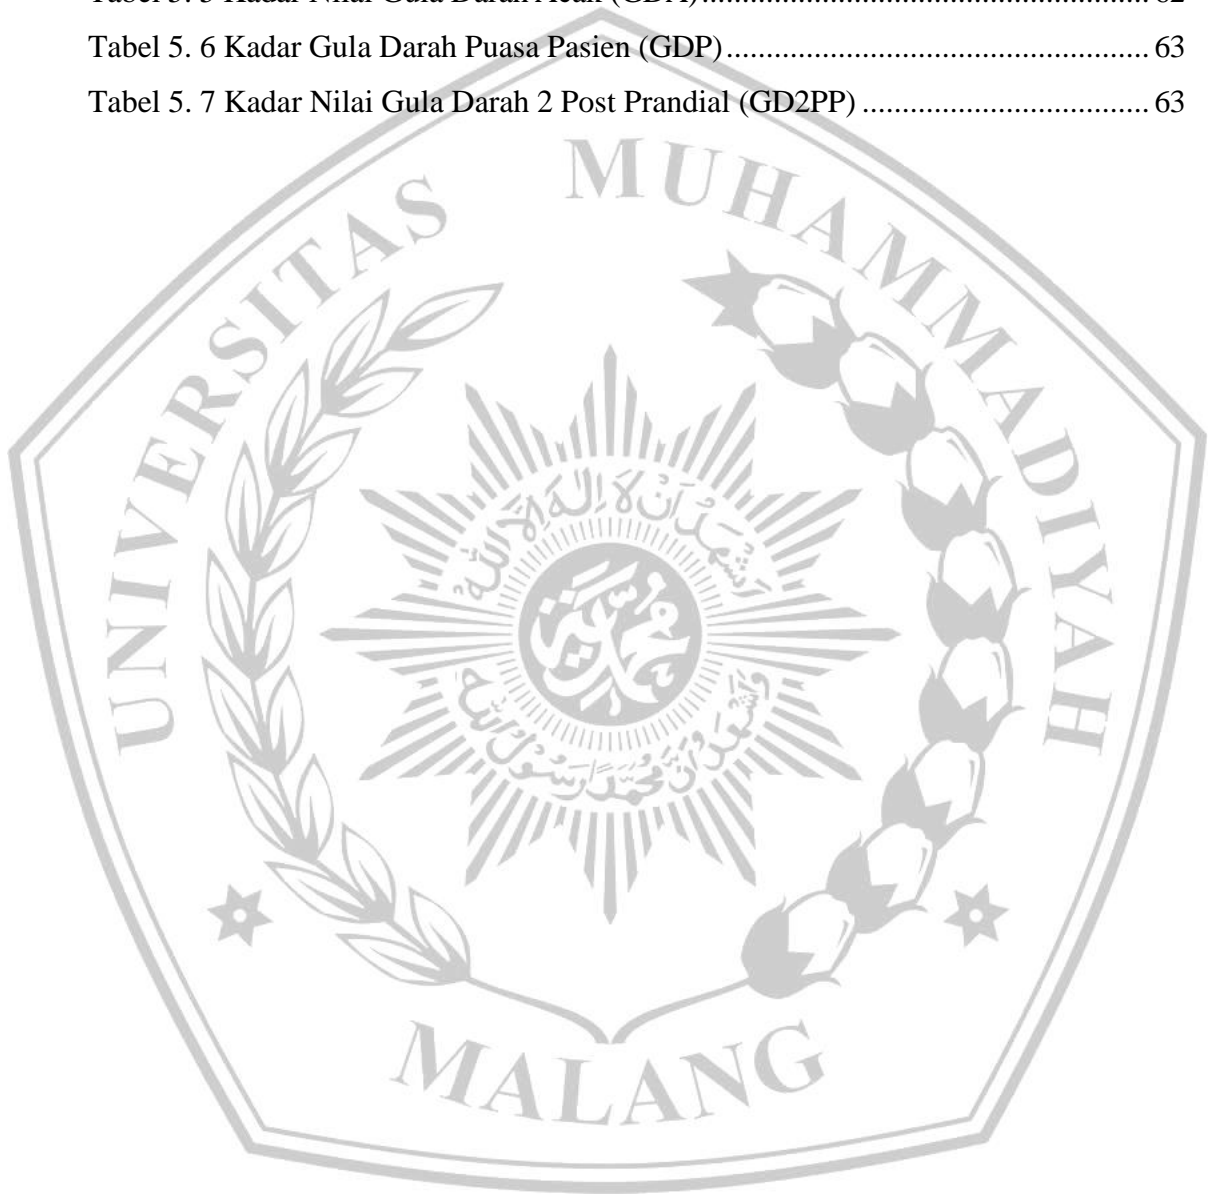 Tabel 5. 6 Kadar Gula Darah Puasa Pasien (GDP)..................................................... 63
Tabel 5. 7 Kadar Nilai Gula Darah 2 Post Prandial (GD2PP) .................................... 63
UNIVERSITAS MUHAMMADIYAH
MALANG